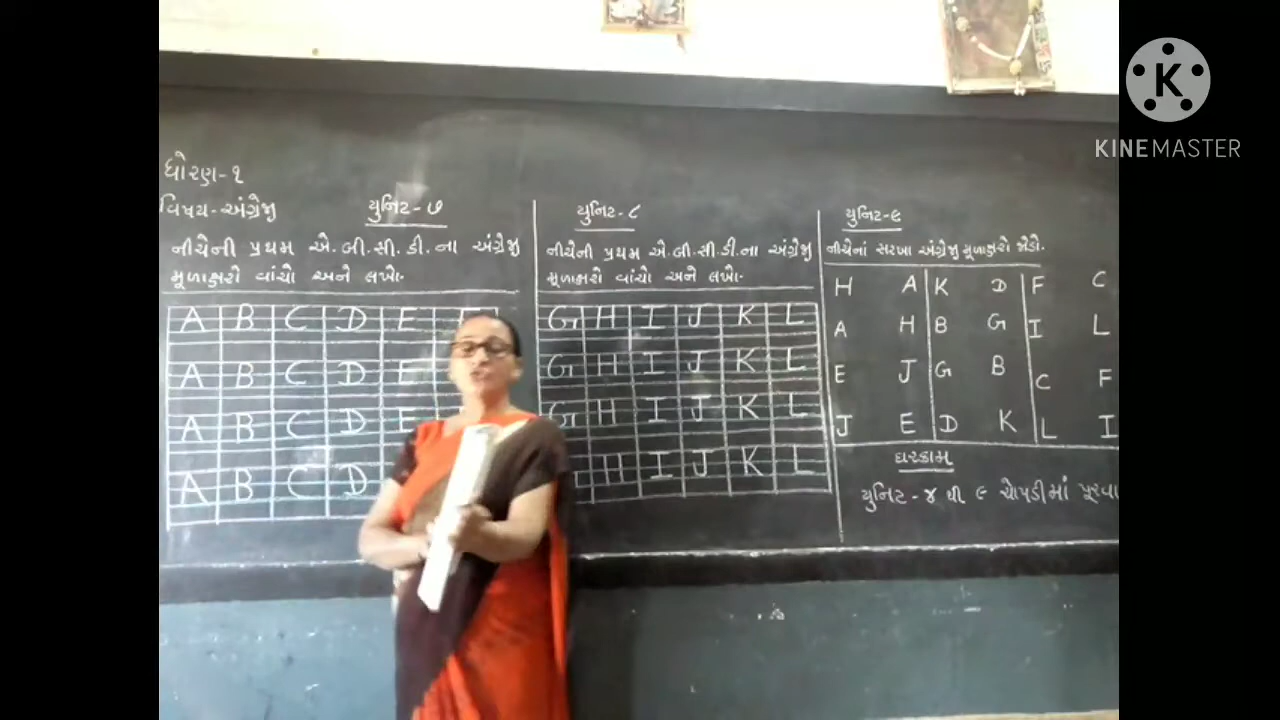 ધોરણ-૧
વિષય-અંગ્રેજી
યુનિટ-૭
નીચેની પ્રથમ એ.બી.સી.ડી.ના અંગ્રેજી
મૂળાક્ષરો વાંચો અને લખો.
A B C D E F
A B C D E
A B C D E
A B C D
યુનિટ-૮
નીચેની પ્રથમ એ.બી.સી.ડી.ના અંગ્રેજી
મૂળાક્ષરો વાંચો અને લખો.
G H I J K L
G H I J K L
G H I J K L
G H I J K L
યુનિટ-૯
નીચેનાં સરખા અંગ્રેજી મૂળાક્ષરો જોડો.
H A K D F C
A H B G I L
E J G B C F
J E D K L I
ઘરકામ
યુનિટ-૪ થી ૯ ચોપડીમાં પૂરવા
K
KINEMASTER